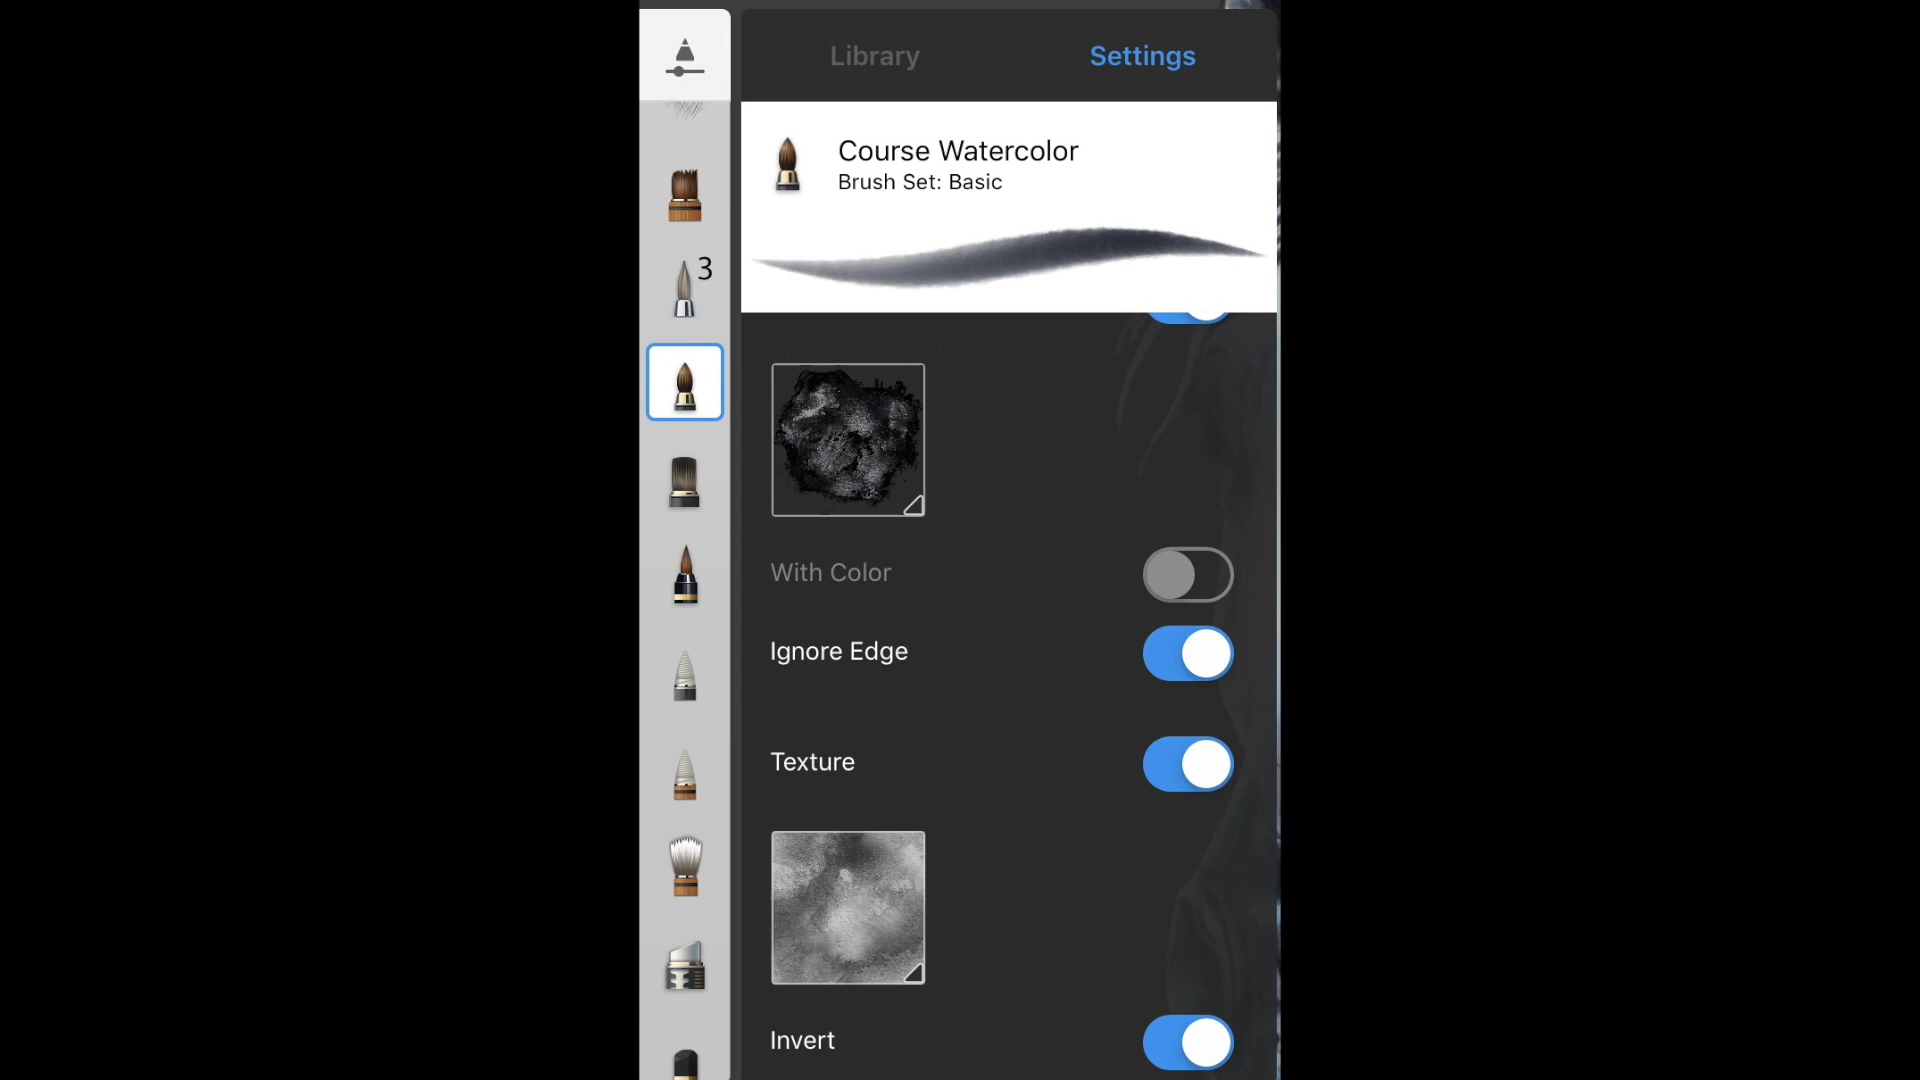 Library
Settings
Course Watercolor
Brush Set: Basic
3
With Color
Ignore Edge
Texture
Invert